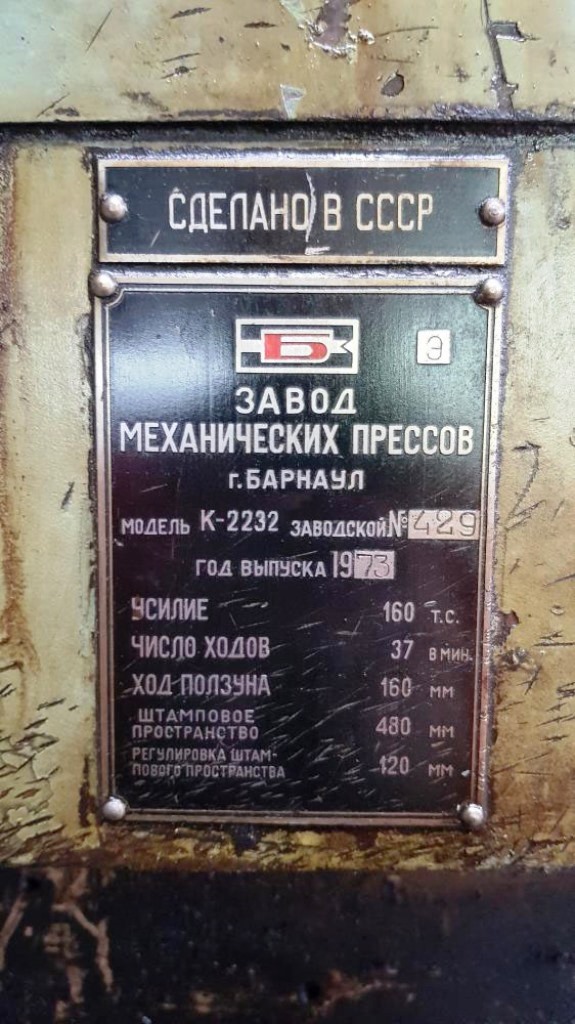 СДЕЛАНО В СССР
Б
Э
ЗАВОД
МЕХАНИЧЕСКИХ ПРЕССОВ
г. БАРНАУЛ
МОДЕЛЬ К-2232 ЗАВОДСКОЙ № 429
ГОД ВЫПУСКА 1973
УСИЛИЕ 160 Т.С.
ЧИСЛО ХОДОВ 37 В МИН.
ХОД ПОЛЗУНА 160 ММ
ШТАМПОВОЕ
ПРОСТРАНСТВО 480 ММ
РЕГУЛИРОВКА ШТАМ-
ПОВОГО ПРОСТРАНСТВА 120 ММ